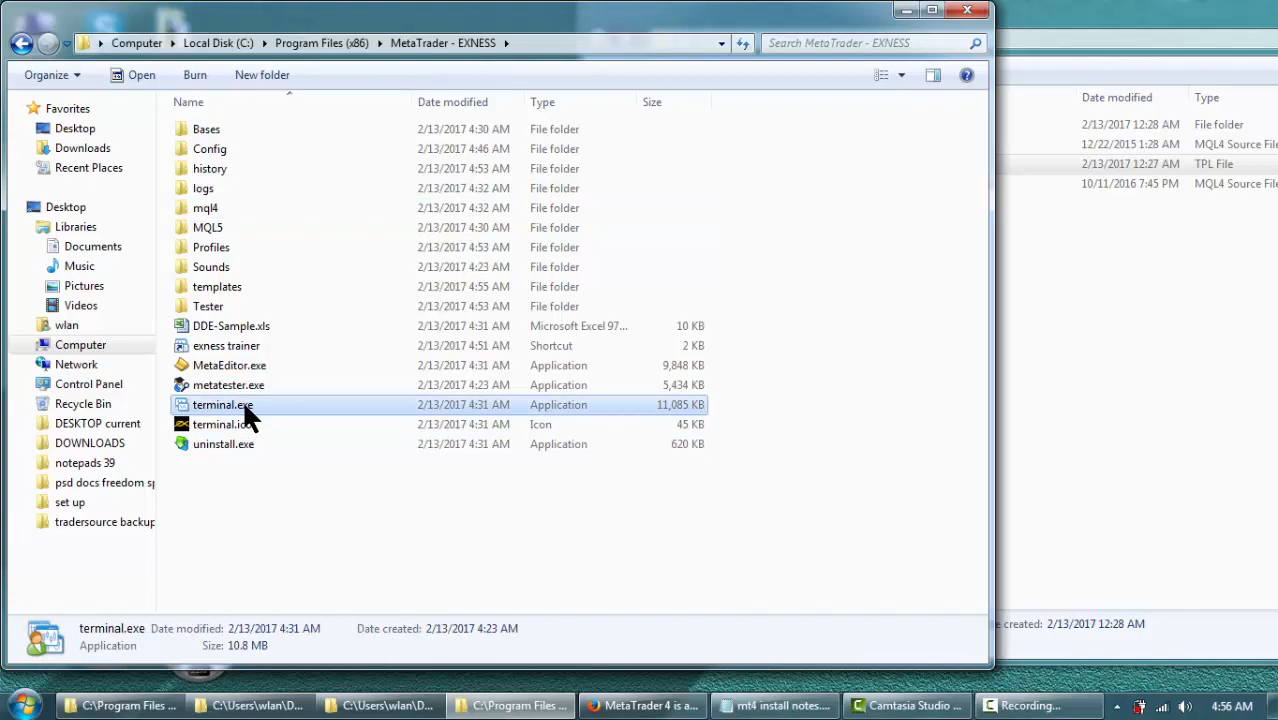 Computer ▸ Local Disk (C:) ▸ Program Files (x86) ▸ MetaTrader - EXNESS ▸
Search MetaTrader - EXNESS
Organize
Open
Burn
New folder
Name Date modified Type Size
Bases 2/13/2017 4:30 AM File folder
Config 2/13/2017 4:46 AM File folder
history 2/13/2017 4:53 AM File folder
logs 2/13/2017 4:32 AM File folder
mql4 2/13/2017 4:32 AM File folder
MQL5 2/13/2017 4:30 AM File folder
Profiles 2/13/2017 4:53 AM File folder
Sounds 2/13/2017 4:23 AM File folder
templates 2/13/2017 4:55 AM File folder
Tester 2/13/2017 4:53 AM File folder
DDE-Sample.xls 2/13/2017 4:31 AM Microsoft Excel 97... 10 KB
exness trainer 2/13/2017 4:51 AM Shortcut 2 KB
MetaEditor.exe 2/13/2017 4:31 AM Application 9,848 KB
metatester.exe 2/13/2017 4:23 AM Application 5,434 KB
terminal.exe 2/13/2017 4:31 AM Application 11,085 KB
terminal.ico 2/13/2017 4:31 AM Icon 45 KB
uninstall.exe 2/13/2017 4:31 AM Application 620 KB
Favorites
Desktop
Downloads
Recent Places
Desktop
Libraries
Documents
Music
Pictures
Videos
wlan
Computer
Network
Control Panel
Recycle Bin
DESKTOP current
DOWNLOADS
notepads 39
psd docs freedom sp
set up
tradersource backup
terminal.exe Date modified: 2/13/2017 4:31 AM Date created: 2/13/2017 4:23 AM
Application Size: 10.8 MB
Date modified Type
2/13/2017 12:28 AM File folder
12/22/2015 1:28 AM MQL4 Source File
2/13/2017 12:27 AM TPL File
10/11/2016 7:45 PM MQL4 Source File
e created: 2/13/2017 12:28 AM
C:\Program Files ...
C:\Users\wlan\D...
C:\Users\wlan\D...
C:\Program Files ...
MetaTrader 4 is a...
mt4 install notes....
Camtasia Studio ...
Recording...
4:56 AM